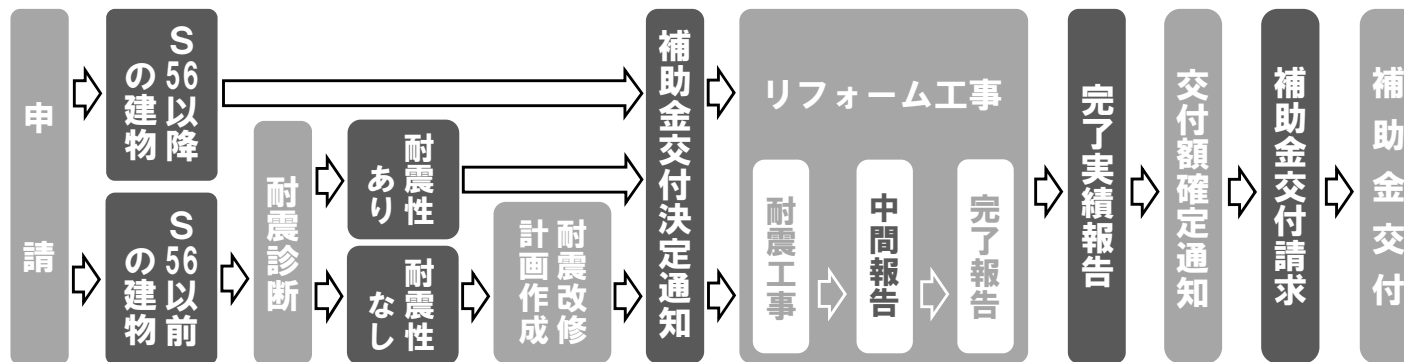 申請
S56以降
の建物
S56以前
の建物
耐震診断
耐震性
あり
耐震性
なし
耐震改修
計画作成
補助金交付決定通知
リフォーム工事
耐震工事
中間報告
完了報告
完了実績報告
交付額確定通知
補助金交付請求
補助金交付